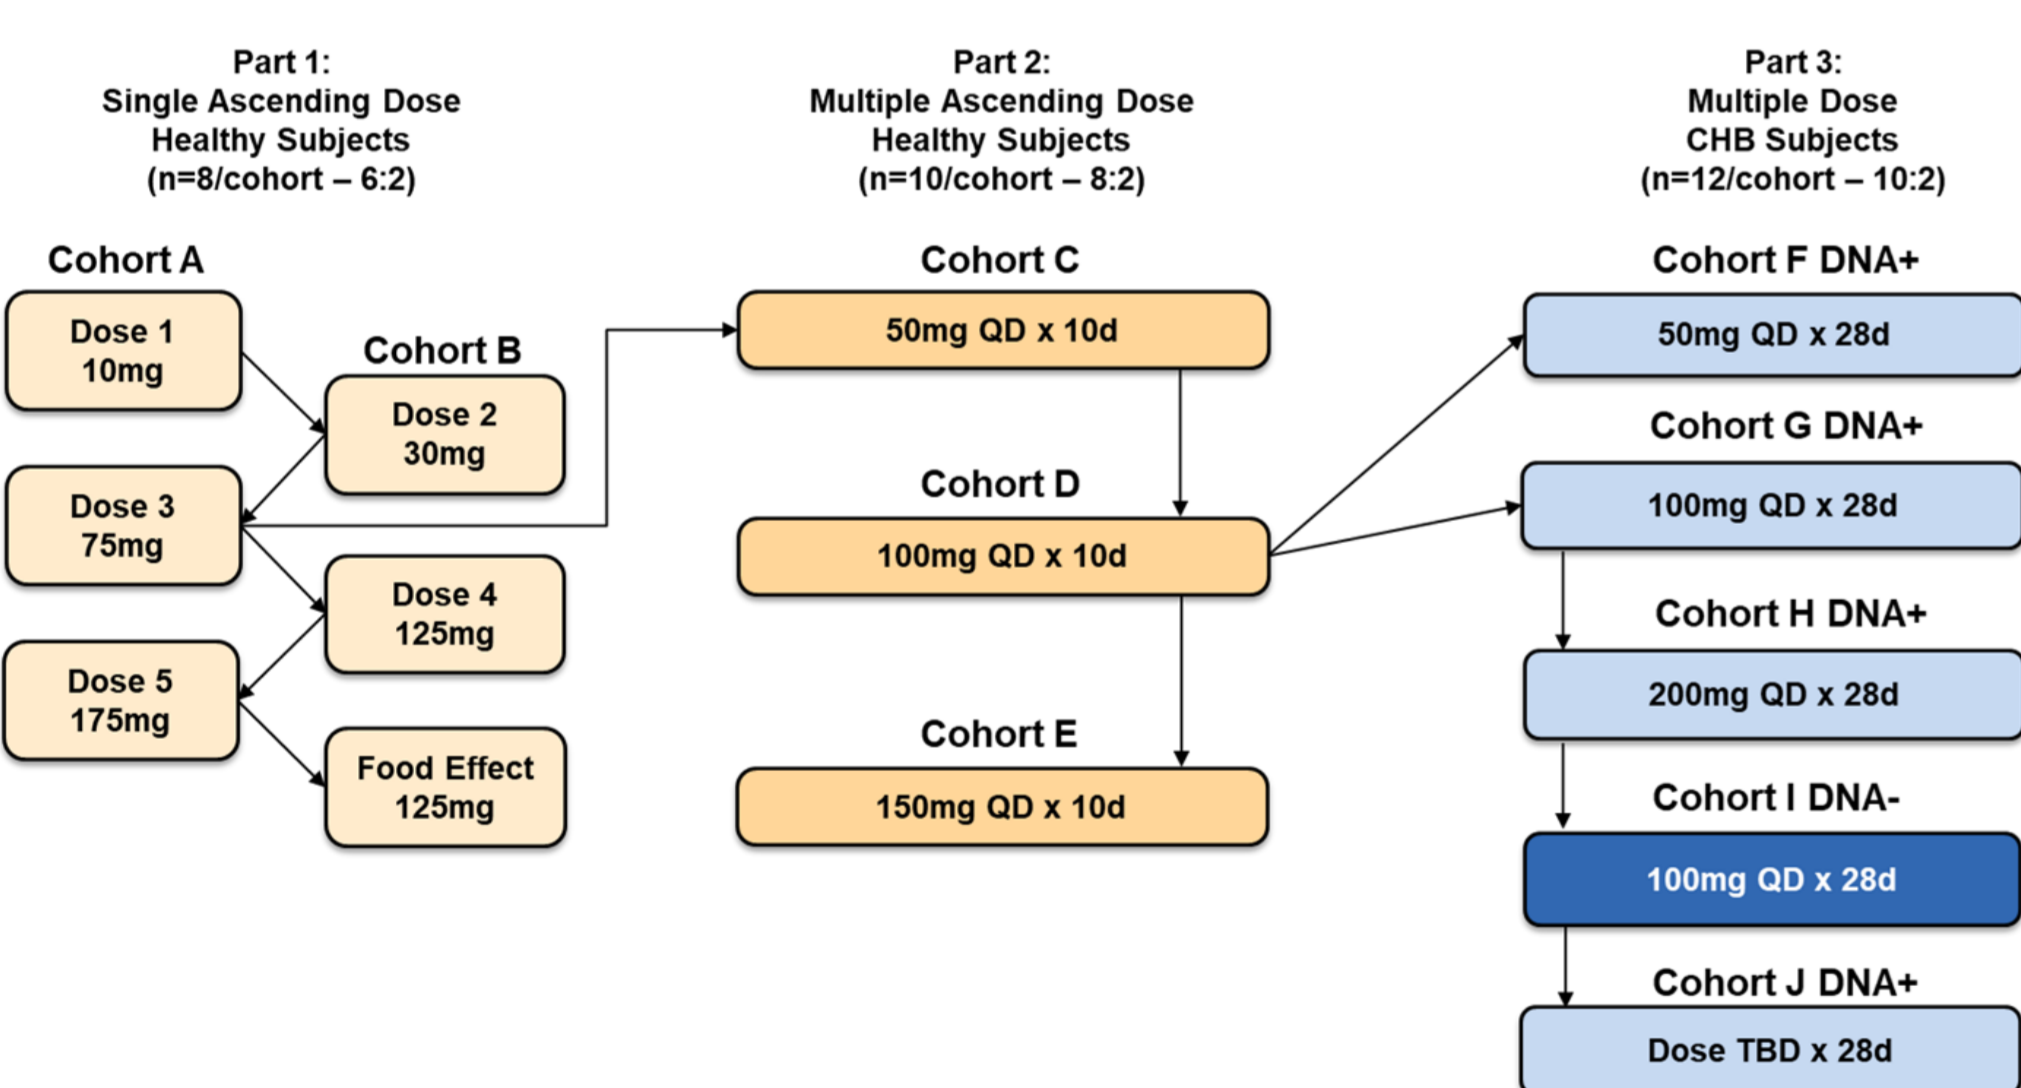 Part 1:
Single Ascending Dose
Healthy Subjects
(n=8/cohort – 6:2)
Cohort A
Dose 1
10mg
Cohort B
Dose 2
30mg
Dose 3
75mg
Dose 4
125mg
Dose 5
175mg
Food Effect
125mg
Part 2:
Multiple Ascending Dose
Healthy Subjects
(n=10/cohort – 8:2)
Cohort C
50mg QD x 10d
Cohort D
100mg QD x 10d
Cohort E
150mg QD x 10d
Part 3:
Multiple Dose
CHB Subjects
(n=12/cohort – 10:2)
Cohort F DNA+
50mg QD x 28d
Cohort G DNA+
100mg QD x 28d
Cohort H DNA+
200mg QD x 28d
Cohort I DNA-
100mg QD x 28d
Cohort J DNA+
Dose TBD x 28d